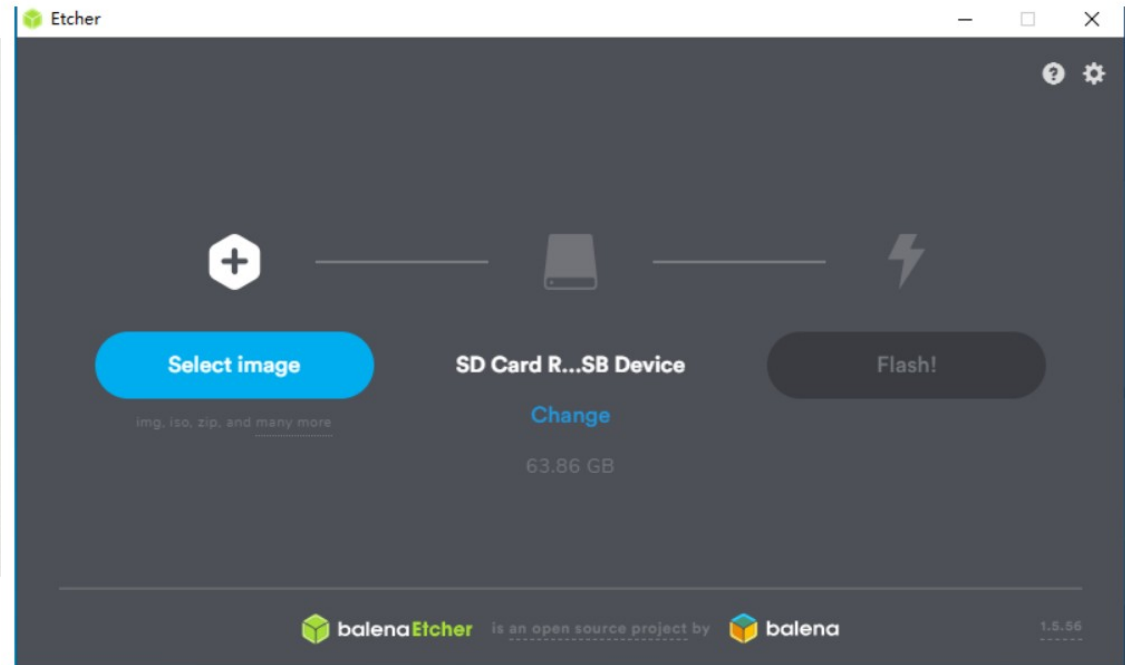 Etcher
Select image
SD Card R...SB Device
Flash!
Change
img, iso, zip, and many more
63.86 GB
balenaEtcher is an open source project by balena
1.5.56